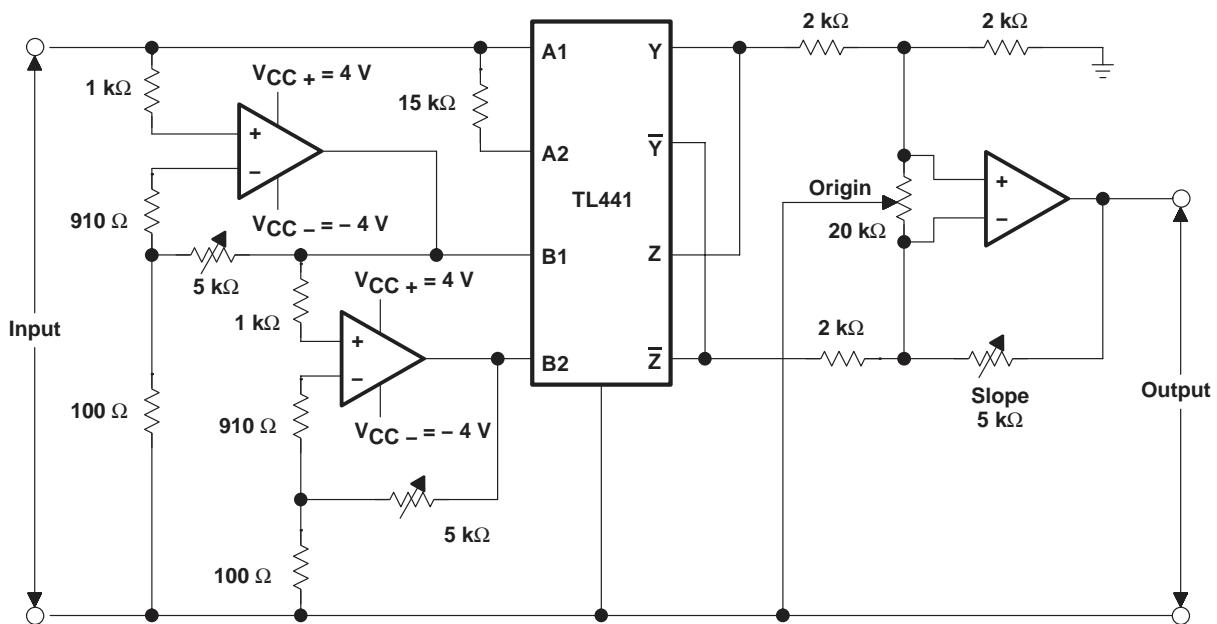 2 kΩ
2 kΩ
A1
Y
VCC + = 4 V
1 kΩ
15 kΩ
+
A2
Y̅
−
+
Origin
TL441
−
910 Ω
VCC − = − 4 V
20 kΩ
B1
Z
5 kΩ
VCC + = 4 V
1 kΩ
2 kΩ
Input
+
B2
Z̅
−
Slope
5 kΩ
Output
100 Ω
910 Ω
VCC − = − 4 V
5 kΩ
100 Ω